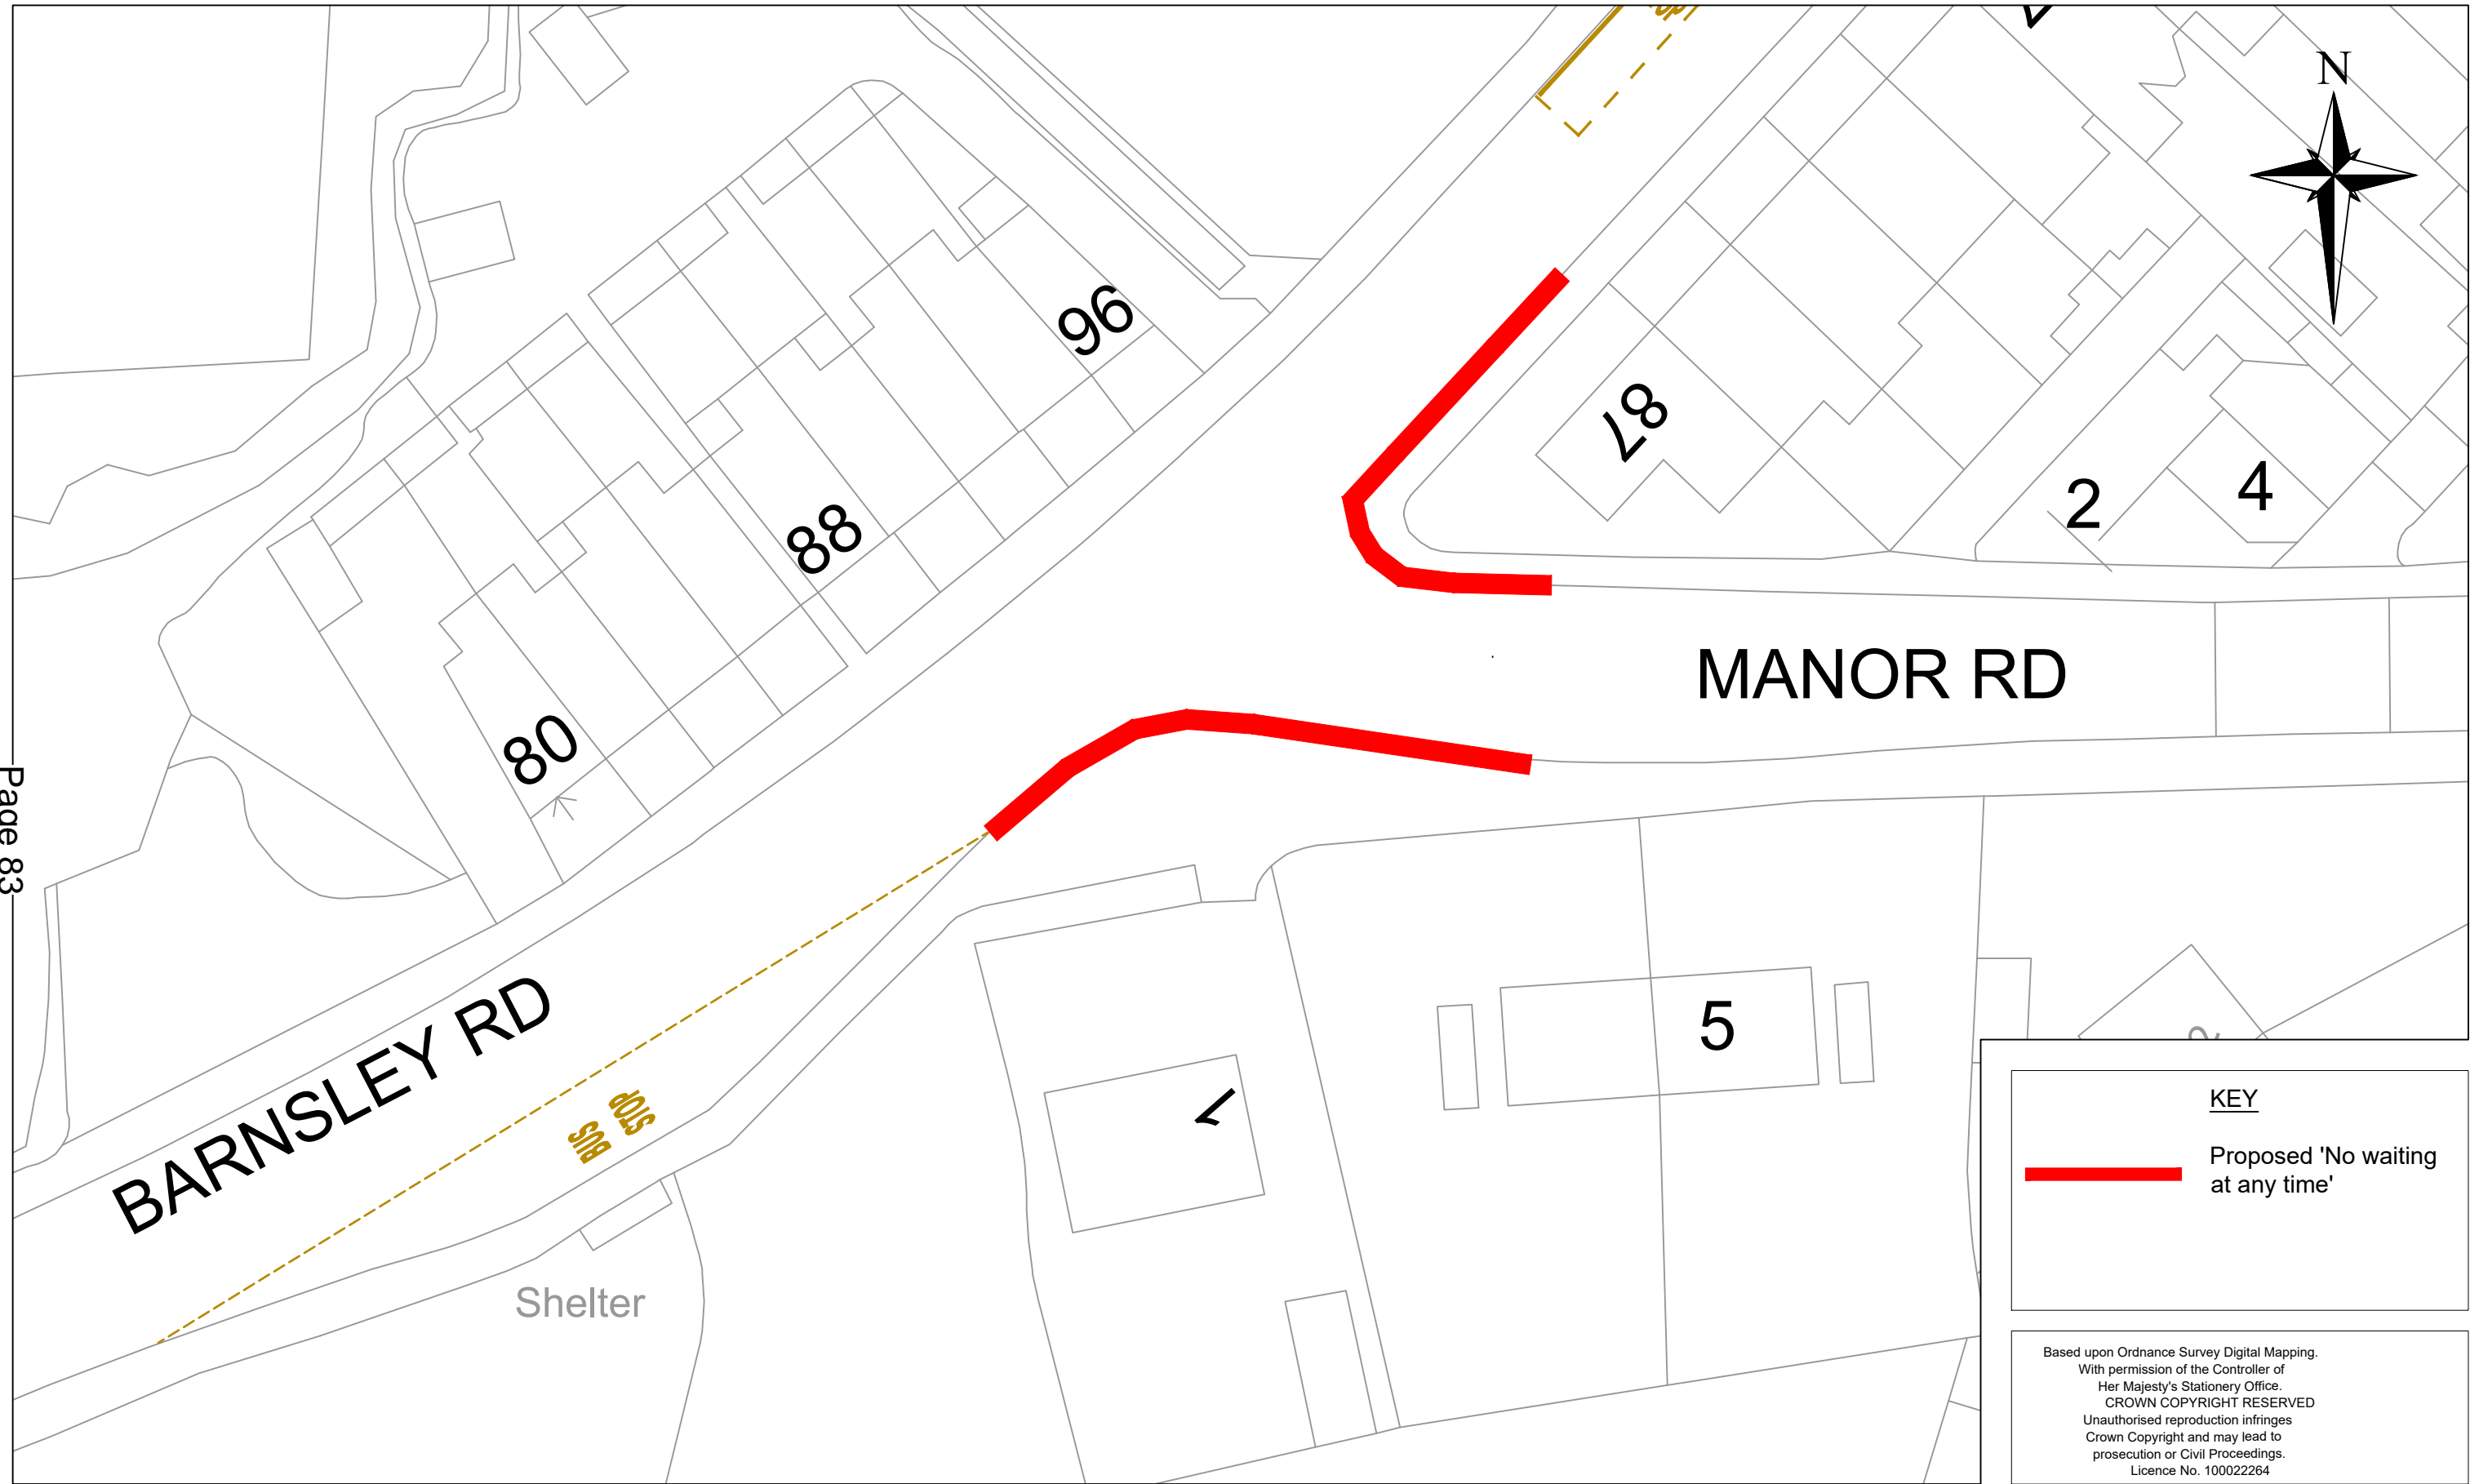 N
96
87
88
2
4
MANOR RD
80
Page 83
BARNSLEY RD
BUS
STOP
5
1
Shelter
KEY
Proposed 'No waiting
at any time'
Based upon Ordnance Survey Digital Mapping.
With permission of the Controller of
Her Majesty's Stationery Office.
CROWN COPYRIGHT RESERVED
Unauthorised reproduction infringes
Crown Copyright and may lead to
prosecution or Civil Proceedings.
Licence No. 100022264